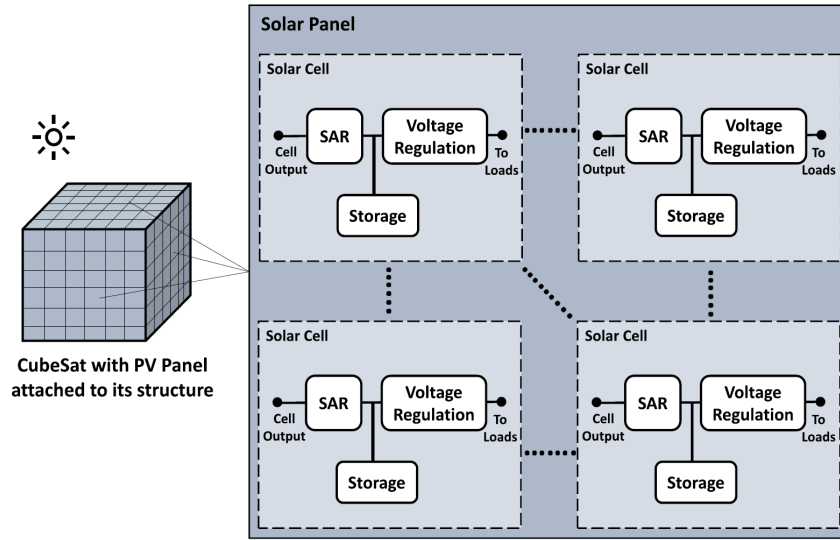 Solar Panel
Solar Cell
SAR
Voltage
Regulation
Cell
Output
To
Loads
Storage
Solar Cell
SAR
Voltage
Regulation
Cell
Output
To
Loads
Storage
CubeSat with PV Panel
attached to its structure
Solar Cell
SAR
Voltage
Regulation
Cell
Output
To
Loads
Storage
Solar Cell
SAR
Voltage
Regulation
Cell
Output
To
Loads
Storage